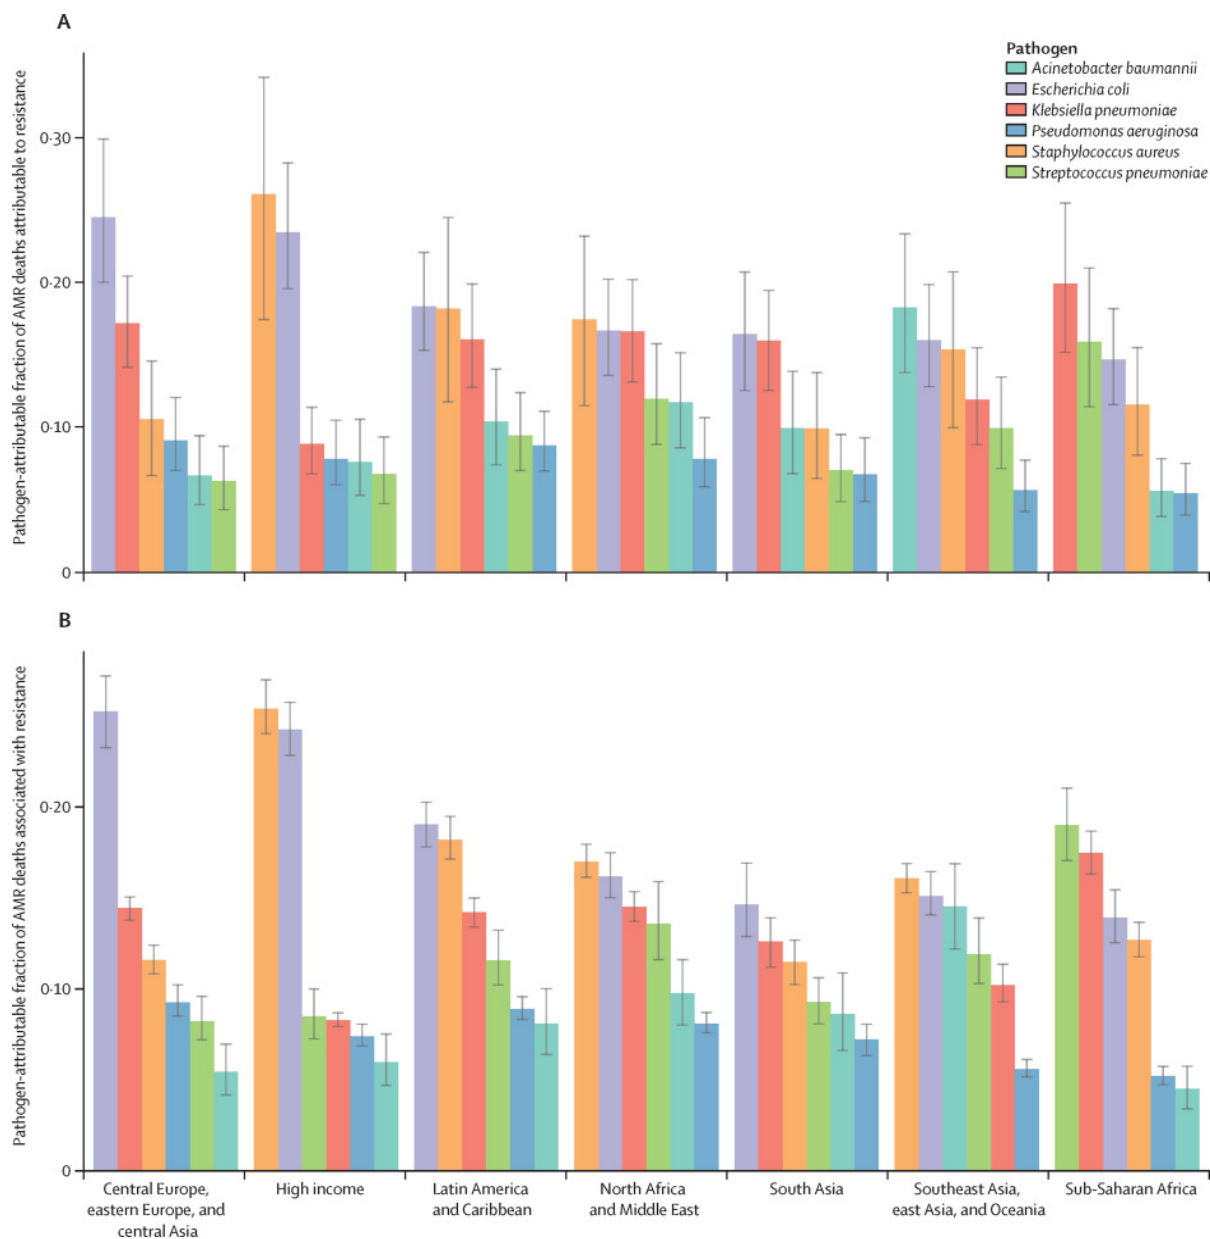 A
Pathogen-attributable fraction of AMR deaths attributable to resistance
0·30
0·20
0·10
0
Pathogen
Acinetobacter baumannii
Escherichia coli
Klebsiella pneumoniae
Pseudomonas aeruginosa
Staphylococcus aureus
Streptococcus pneumoniae
B
Pathogen-attributable fraction of AMR deaths associated with resistance
0·20
0·10
0
Central Europe,
eastern Europe, and
central Asia
High income
Latin America
and Caribbean
North Africa
and Middle East
South Asia
Southeast Asia,
east Asia, and Oceania
Sub-Saharan Africa